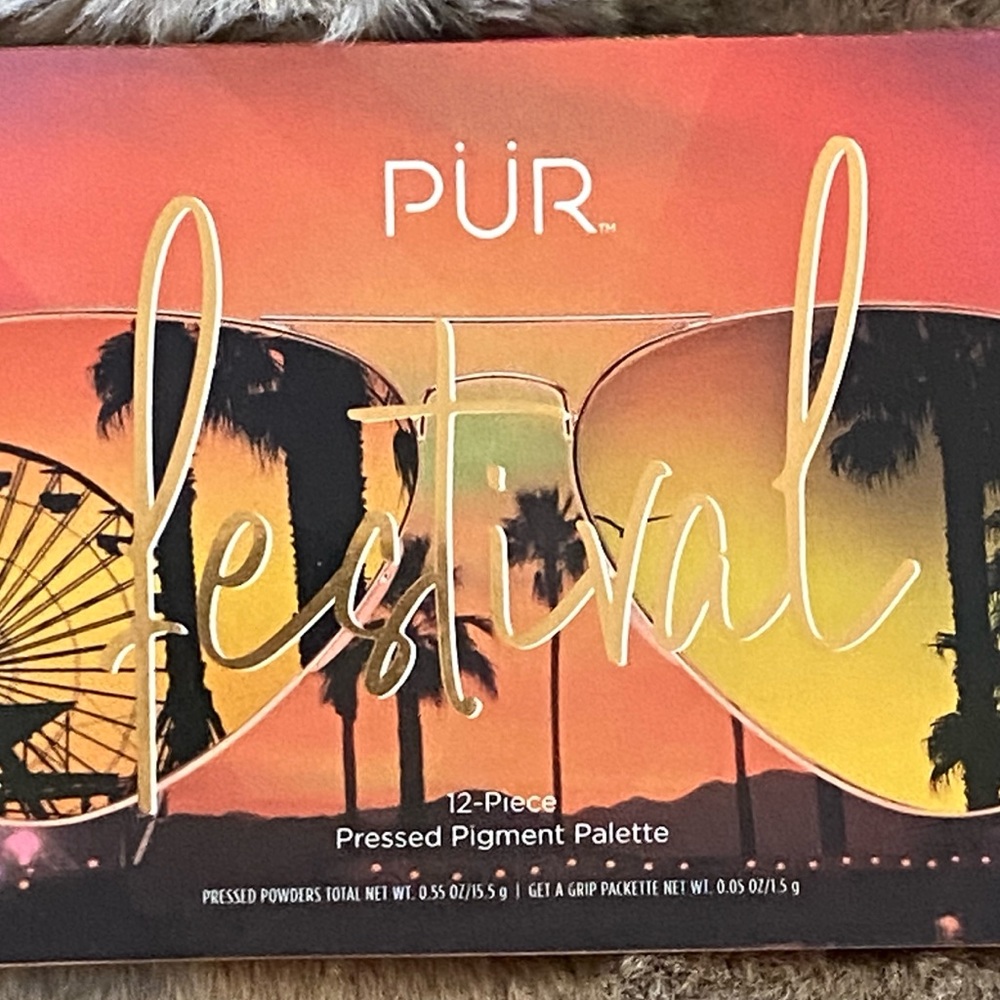 PÜR™
festival
12-Piece
Pressed Pigment Palette
PRESSED POWDERS TOTAL NET WT. 0.55 OZ/15.5 g | GET A GRIP PACKETTE NET WT. 0.05 OZ/1.5 g